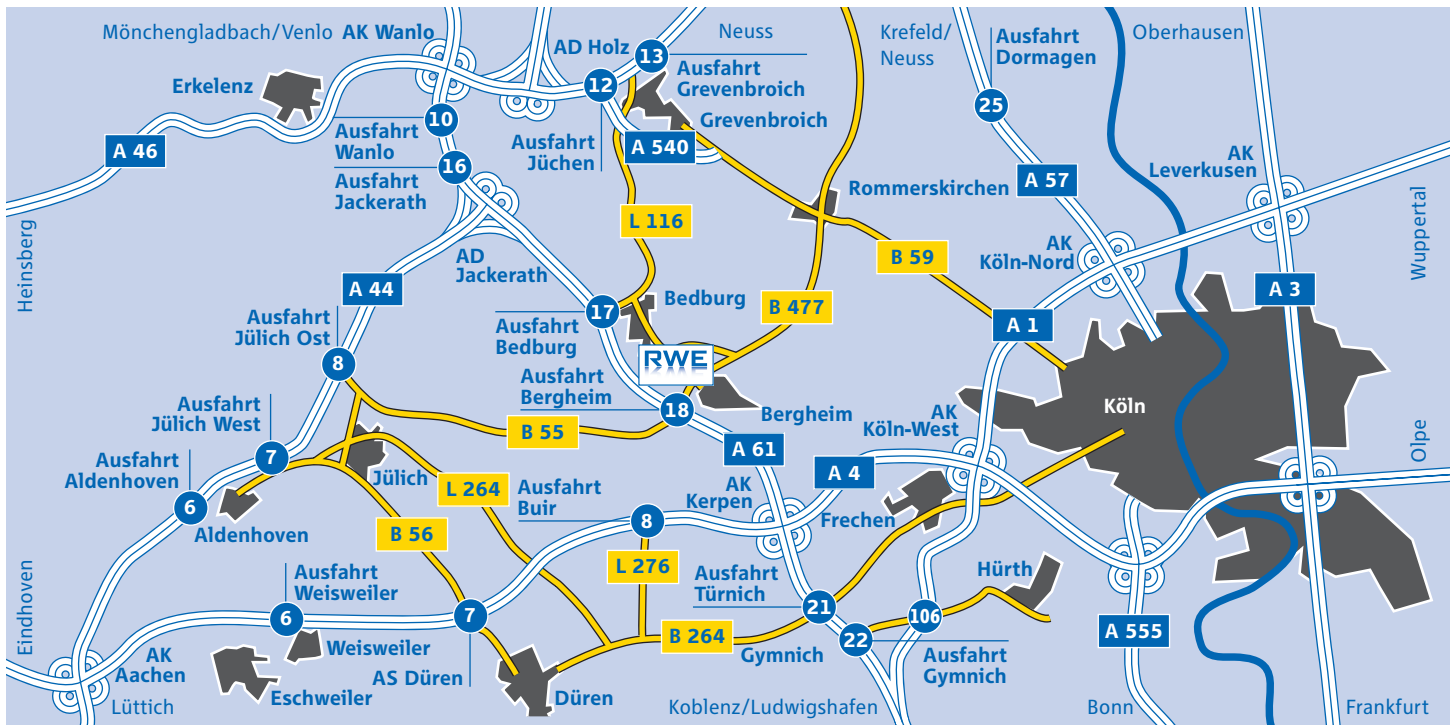 Mönchengladbach/Venlo
AK Wanlo
AD Holz
13
Neuss
Krefeld/
Neuss
Ausfahrt
Dormagen
Oberhausen
Erkelenz
12
Ausfahrt
Grevenbroich
Grevenbroich
25
10
Ausfahrt
Wanlo
A 46
16
Ausfahrt
Jackerath
Ausfahrt
Jüchen
A 540
AK
Leverkusen
A 57
Rommerskirchen
Heinsberg
L 116
AD
Jackerath
B 59
AK
Köln-Nord
Wuppertal
A 44
Ausfahrt
Jülich Ost
8
17
Bedburg
B 477
A 3
A 1
Ausfahrt
Bedburg
RWE
Ausfahrt
Bergheim
18
Bergheim
Köln
Ausfahrt
Jülich West
7
B 55
A 61
AK
Köln-West
Olpe
Ausfahrt
Aldenhoven
6
Jülich
L 264
Ausfahrt
Buir
8
AK
Kerpen
A 4
Frechen
Aldenhoven
B 56
L 276
Ausfahrt
Türnich
21
Hürth
Eindhoven
Ausfahrt
Weisweiler
6
7
106
A 555
B 264
22
Weisweiler
AK
Aachen
Eschweiler
AS Düren
Düren
Gymnich
Ausfahrt
Gymnich
Lüttich
Koblenz/Ludwigshafen
Bonn
Frankfurt